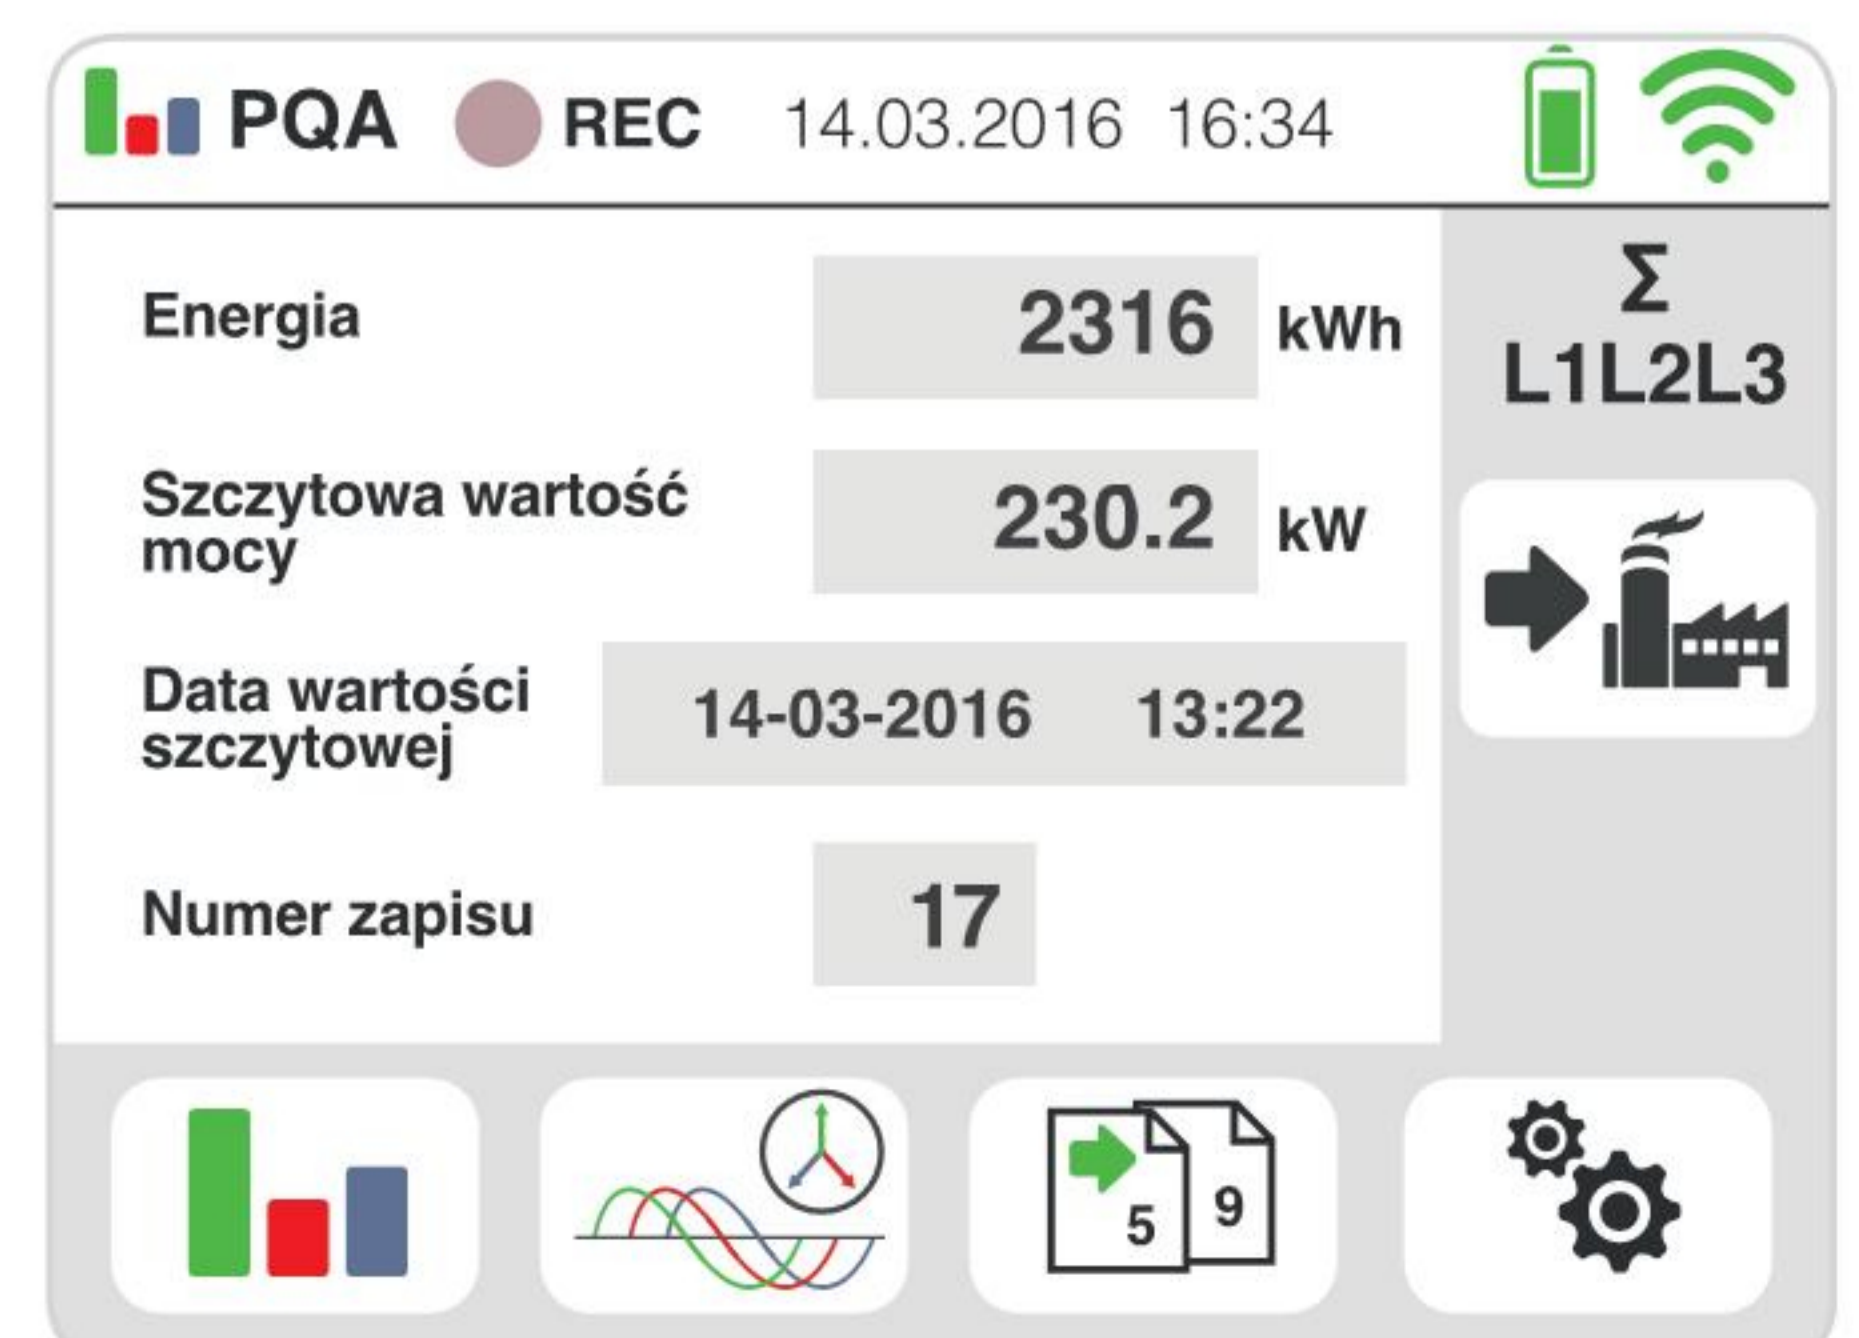 PQA REC 14.03.2016 16:34
Σ
L1L2L3
Energia 2316 kWh
Szczytowa wartość
mocy 230.2 kW
Data wartości
szczytowej 14-03-2016 13:22
Numer zapisu 17
5 9